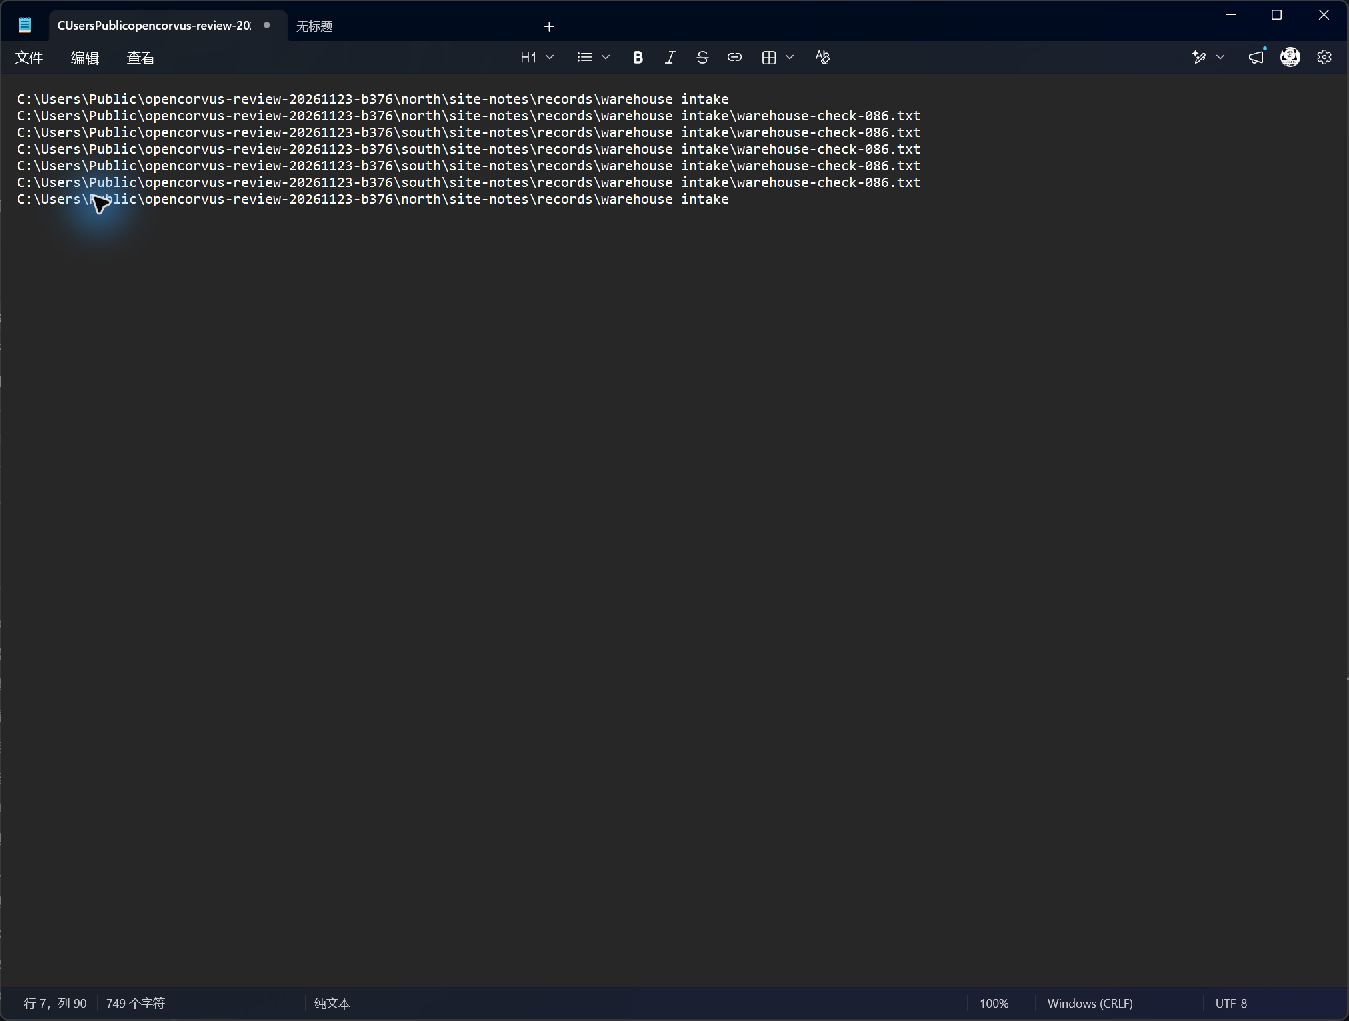 CUsersPublicopencorvus-review-20
无标题
文件 编辑 查看 H1 B I S
C:\Users\Public\opencorvus-review-20261123-b376\north\site-notes\records\warehouse intake
C:\Users\Public\opencorvus-review-20261123-b376\north\site-notes\records\warehouse intake\warehouse-check-086.txt
C:\Users\Public\opencorvus-review-20261123-b376\south\site-notes\records\warehouse intake\warehouse-check-086.txt
C:\Users\Public\opencorvus-review-20261123-b376\south\site-notes\records\warehouse intake\warehouse-check-086.txt
C:\Users\Public\opencorvus-review-20261123-b376\south\site-notes\records\warehouse intake\warehouse-check-086.txt
C:\Users\Public\opencorvus-review-20261123-b376\south\site-notes\records\warehouse intake\warehouse-check-086.txt
C:\Users\Public\opencorvus-review-20261123-b376\north\site-notes\records\warehouse intake
行 7，列 90 749 个字符 纯文本 100% Windows (CRLF) UTF 8